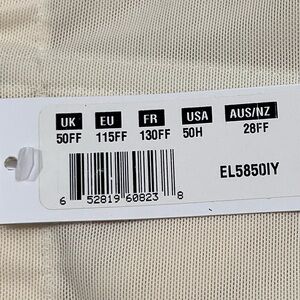 UK EU FR USA AUS/NZ
50FF 115FF 130FF 50H 28FF
EL5850IY
6 52819 60823 8